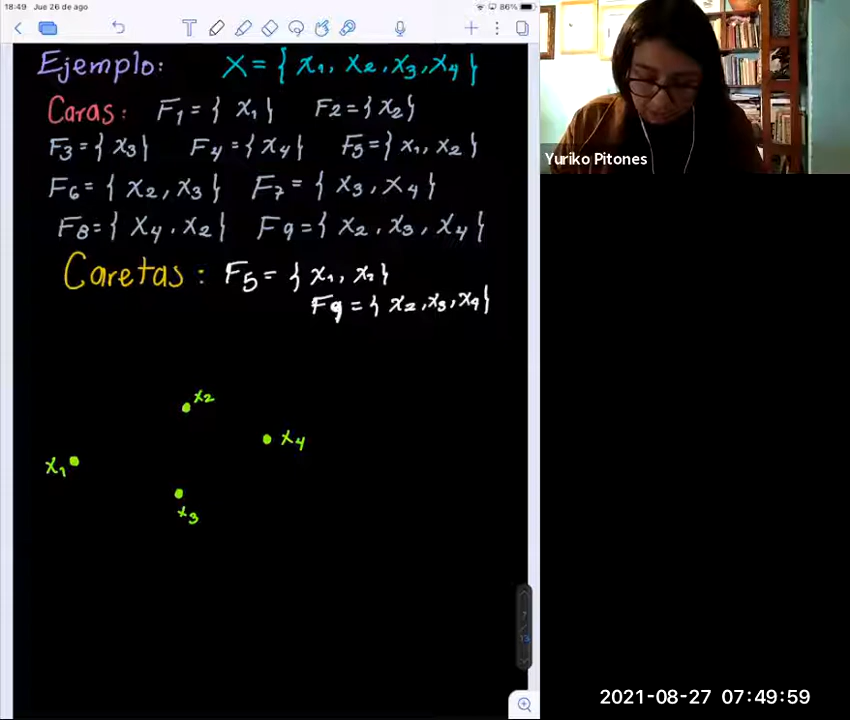 18:49 Jue 26 de ago 86%
Ejemplo: X = { x1, x2, x3, x4 }
Caras: F1 = { x1 } F2 = { x2 }
F3 = { x3 } F4 = { x4 } F5 = { x1, x2 }
F6 = { x2, x3 } F7 = { x3, x4 }
F8 = { x4, x2 } F9 = { x2, x3, x4 }
Caretas: F5 = { x1, x2 }
F9 = { x2, x3, x4 }
x2
x4
x1
x3
7
/
13
Yuriko Pitones
2021-08-27 07:49:59